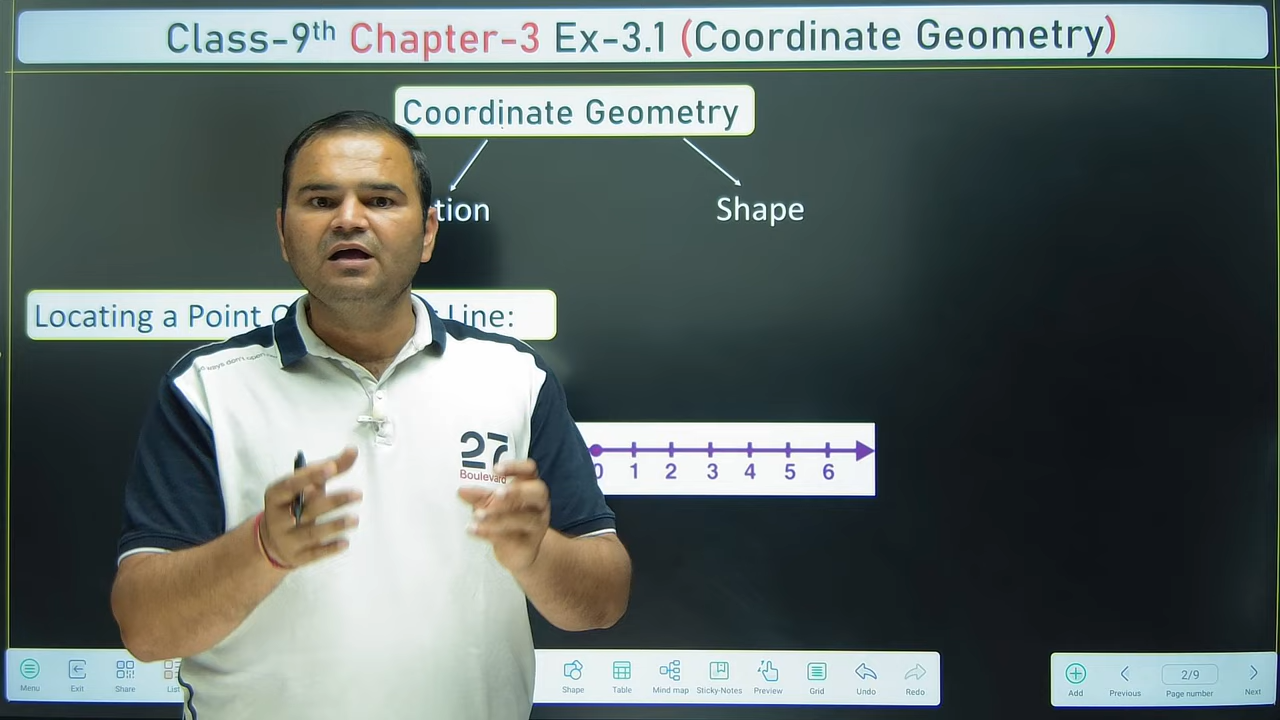 Class-9th Chapter-3 Ex-3.1 (Coordinate Geometry)
Coordinate Geometry
tion
Shape
Locating a Point Line:
27
Boulevard
0 1 2 3 4 5 6
Menu
Exit
Share
List
Shape
Table
Mind map
Sticky-Notes
Preview
Grid
Undo
Redo
Add
Previous
2/9
Page number
Next